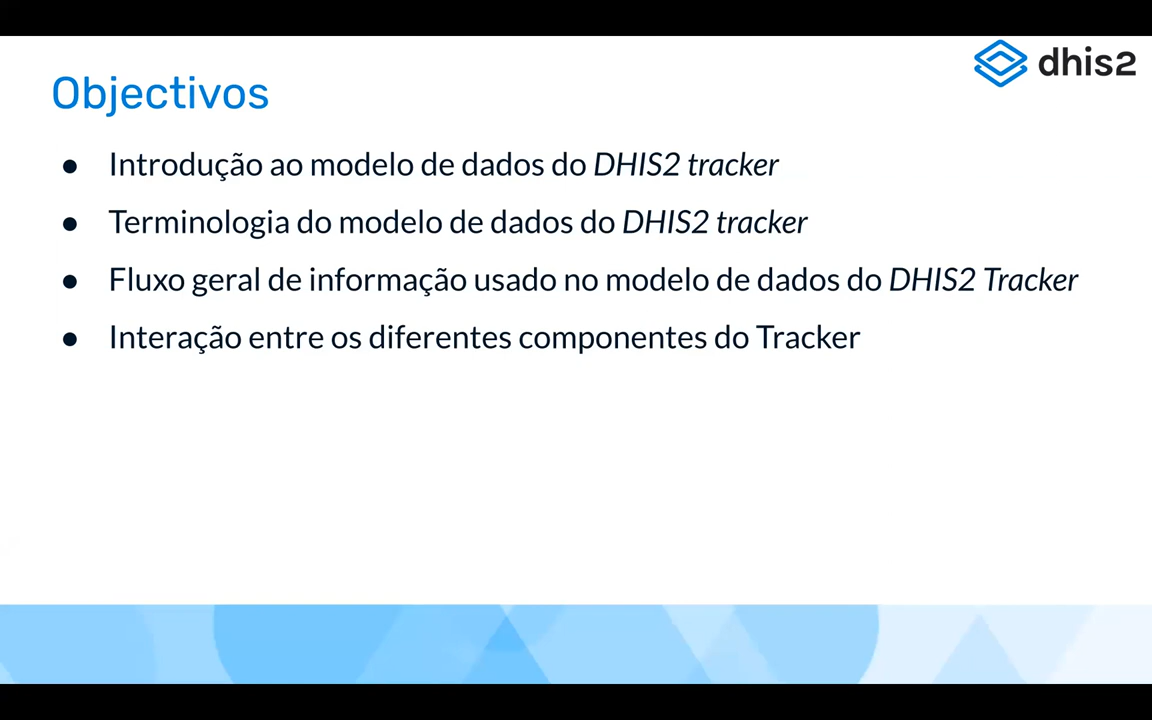 dhis2
Objectivos
● Introdução ao modelo de dados do DHIS2 tracker
● Terminologia do modelo de dados do DHIS2 tracker
● Fluxo geral de informação usado no modelo de dados do DHIS2 Tracker
● Interação entre os diferentes componentes do Tracker